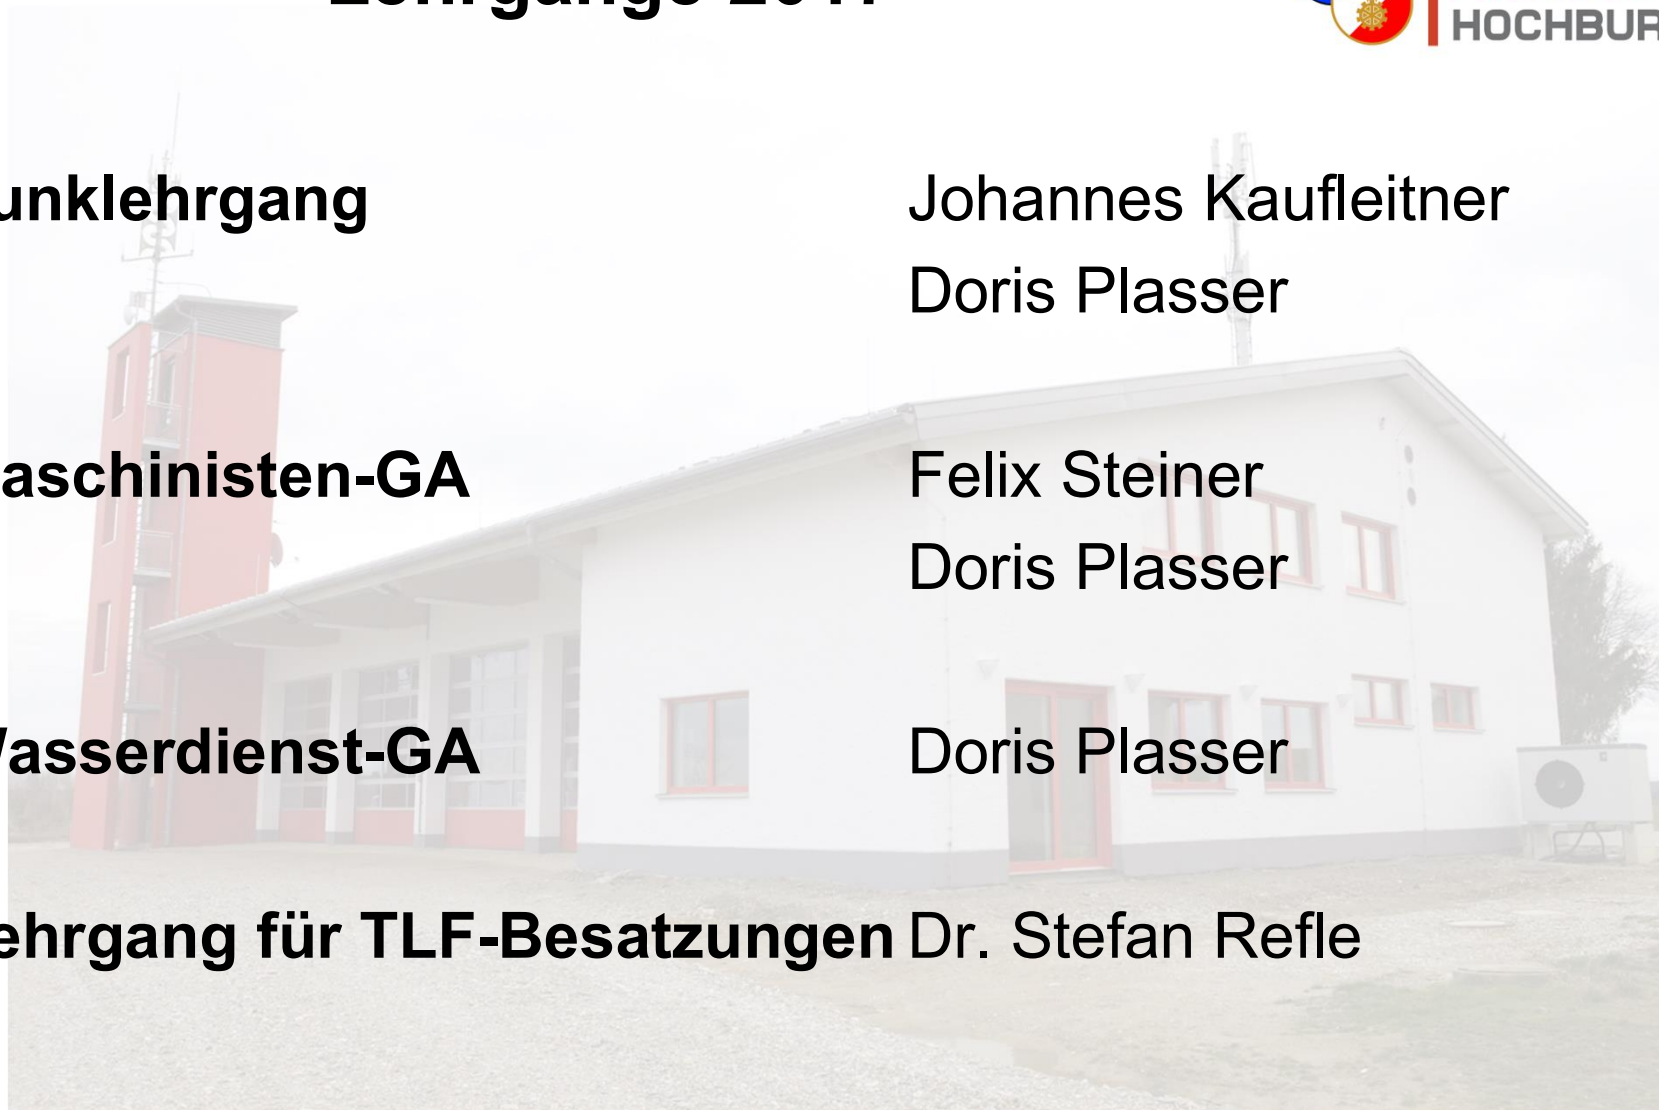 HOCHBUR
unklehrgang Johannes Kaufleitner
Doris Plasser
aschinisten-GA Felix Steiner
Doris Plasser
Wasserdienst-GA Doris Plasser
ehrgang für TLF-Besatzungen Dr. Stefan Refle